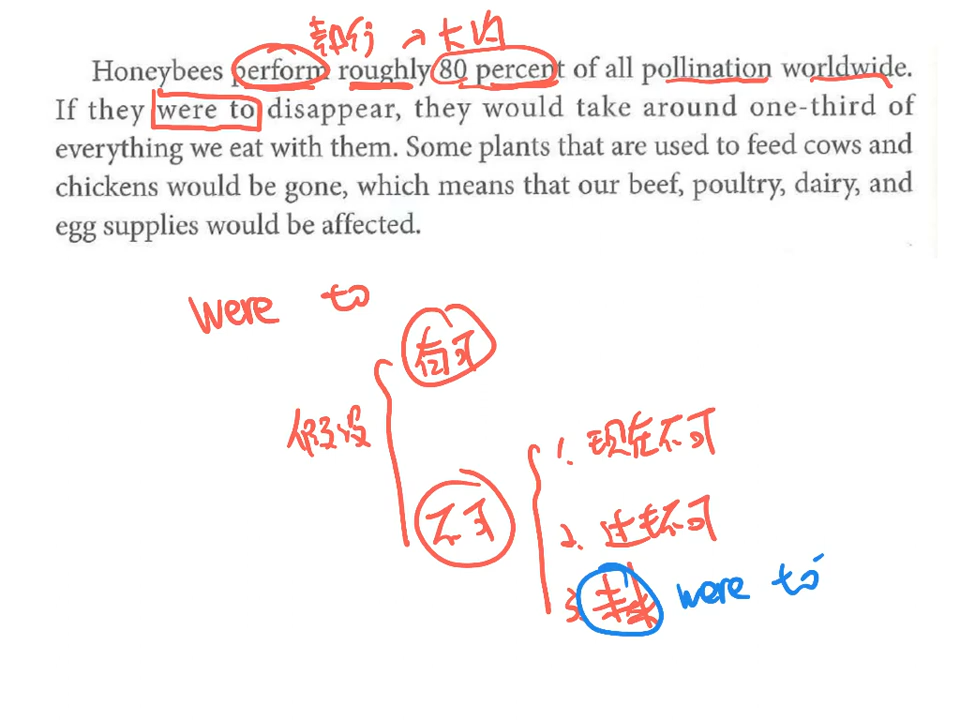 执行 → 大约
Honeybees perform roughly 80 percent of all pollination worldwide.
If they were to disappear, they would take around one-third of
everything we eat with them. Some plants that are used to feed cows and
chickens would be gone, which means that our beef, poultry, dairy, and
egg supplies would be affected.
were to
有可
假设
不可
1. 现在不可
2. 过去不可
3. 未来 were to